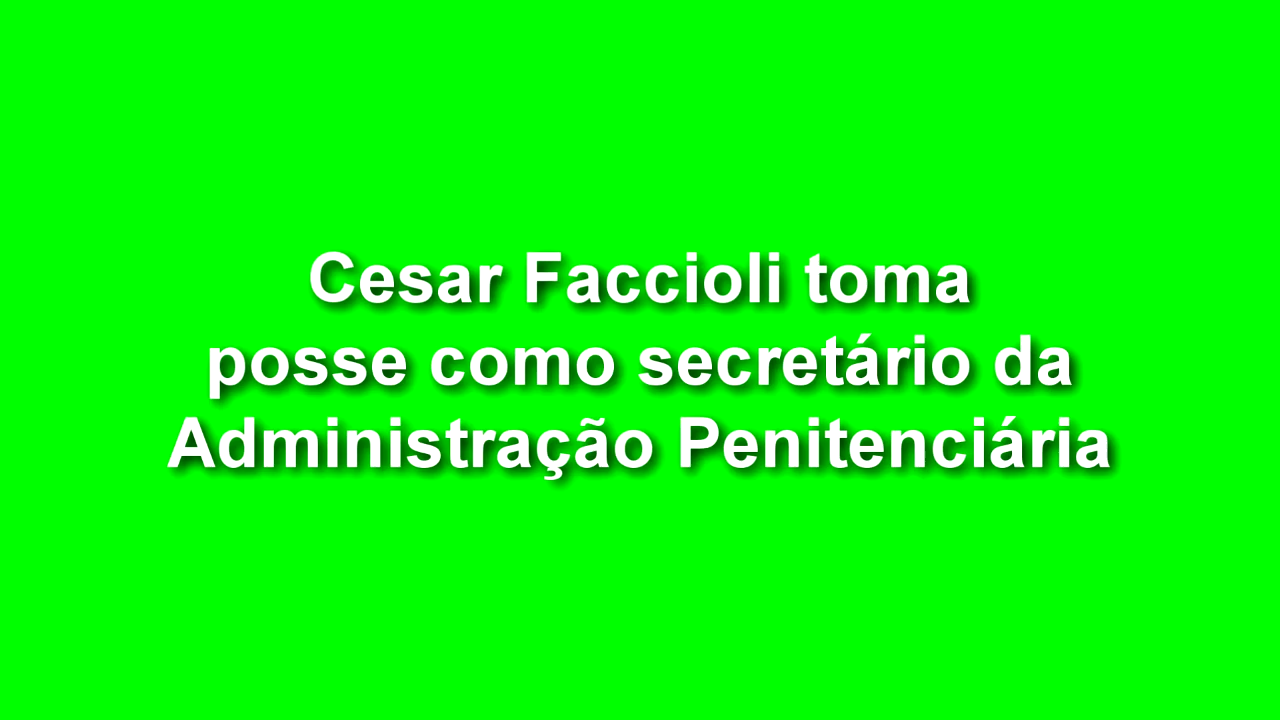 Cesar Faccioli toma
posse como secretário da
Administração Penitenciária